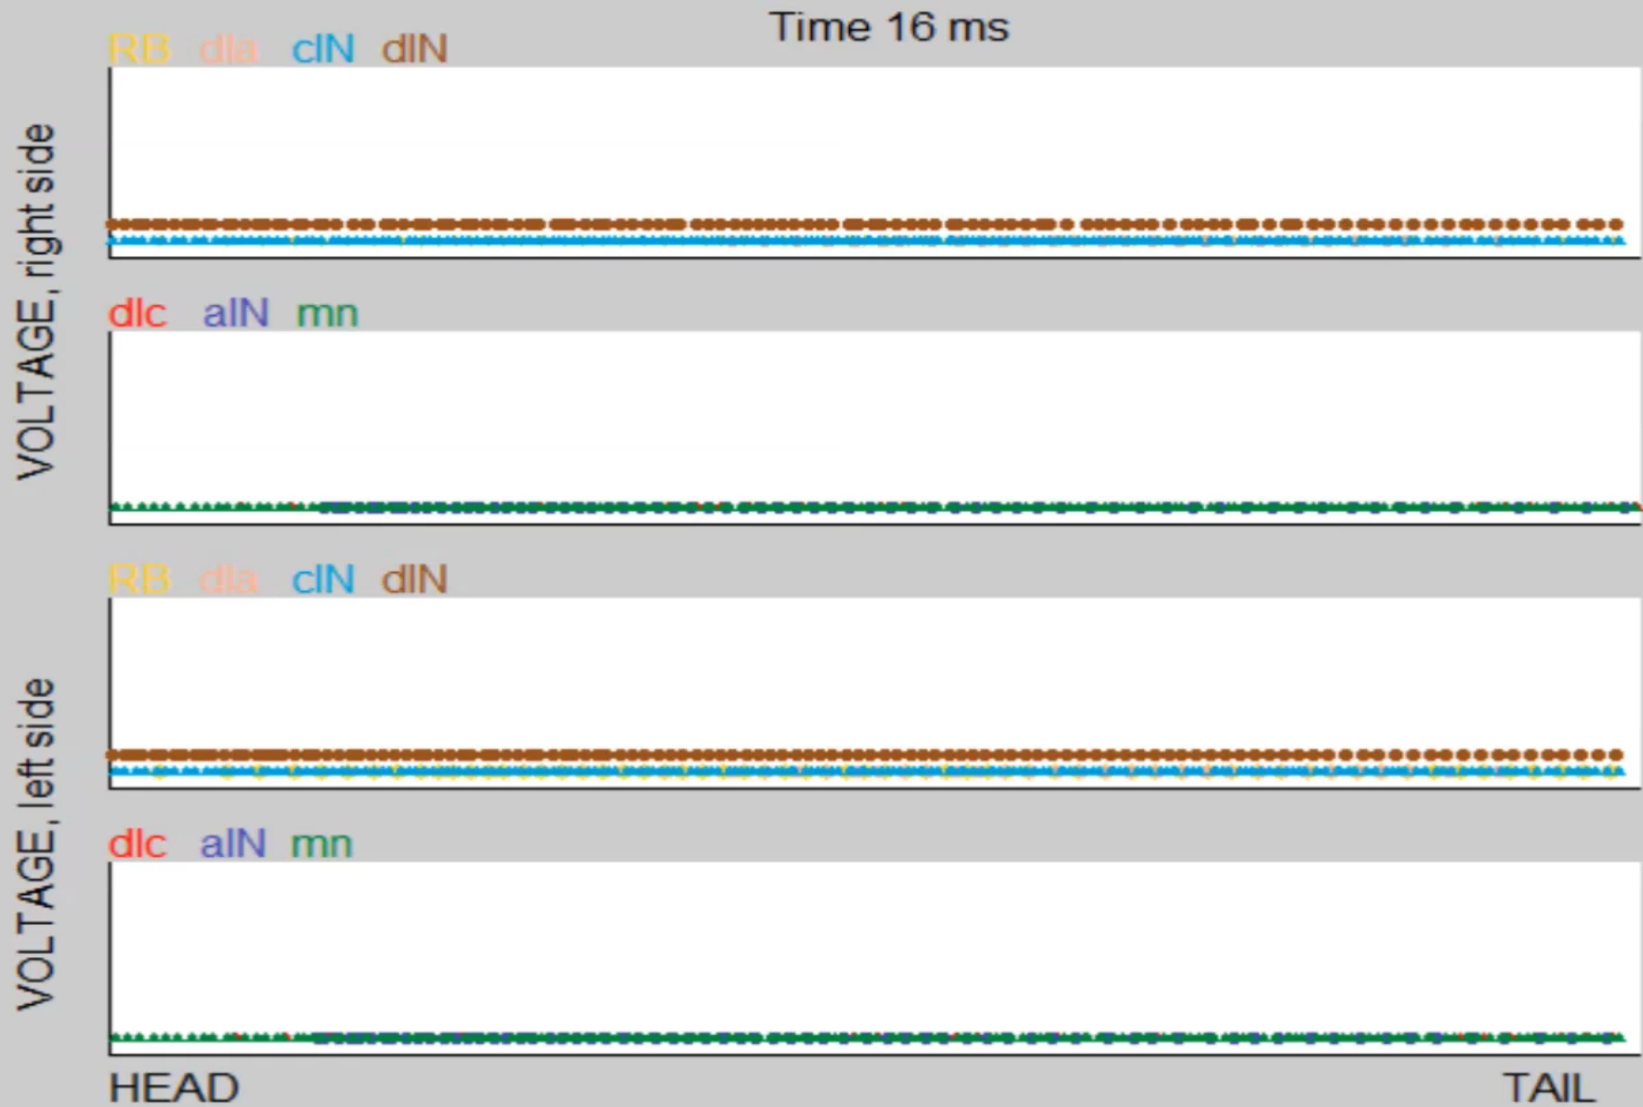 Time 16 ms
RB dla cIN dIN
VOLTAGE, right side
dlc aIN mn
RB dla cIN dIN
VOLTAGE, left side
dlc aIN mn
HEAD TAIL